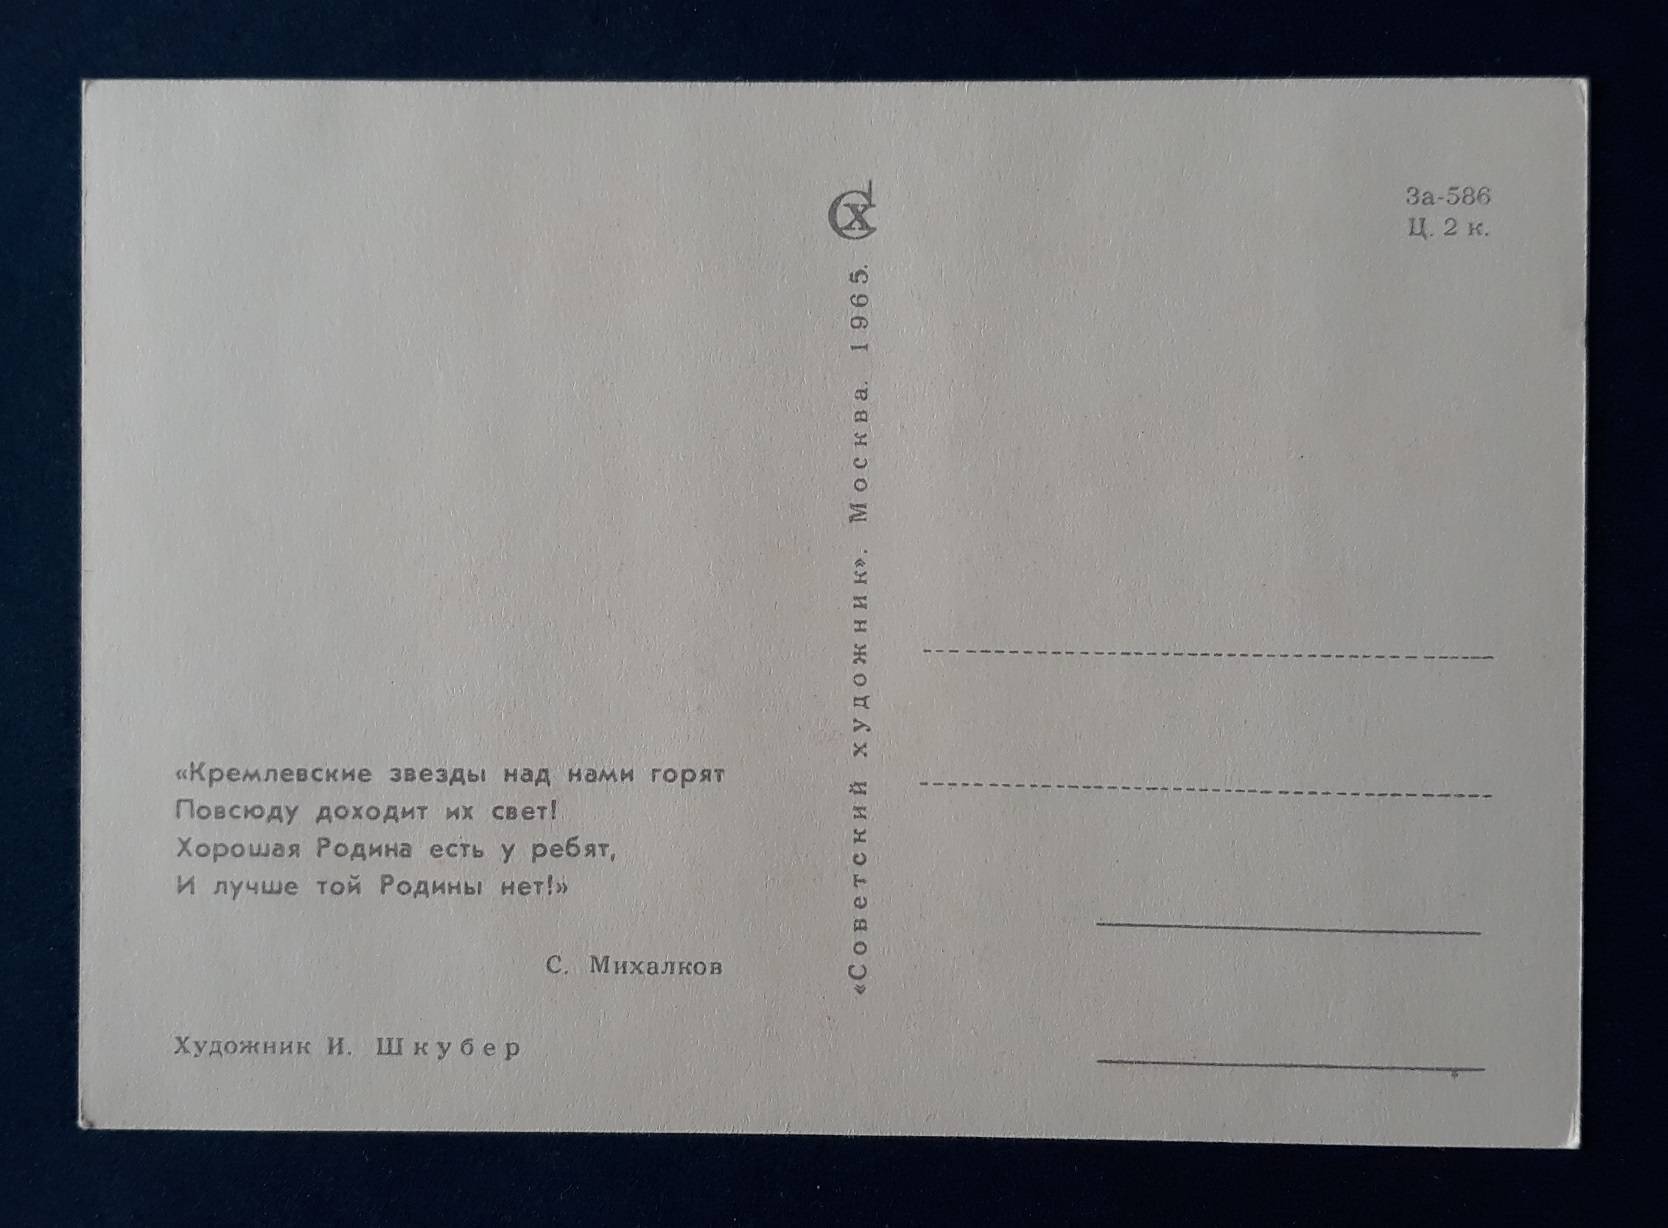 «Кремлевские звезды над нами горят
Повсюду доходит их свет!
Хорошая Родина есть у ребят,
И лучше той Родины нет!»
С. Михалков
Художник И. Шкубер
«Советский художник». Москва. 1965.
СХ
За-586
Ц. 2 к.